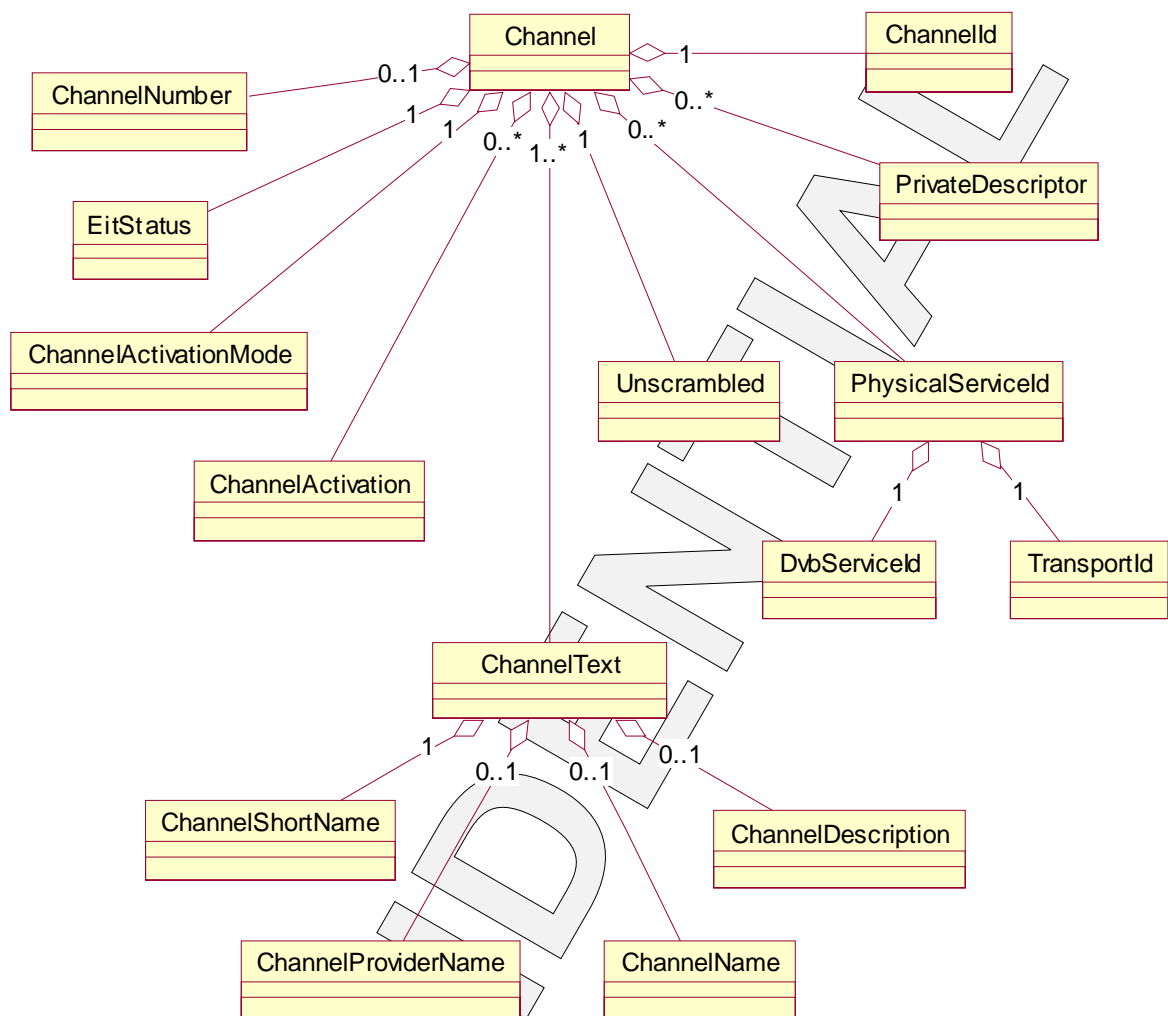 Channel
ChannelId
1
0..1
ChannelNumber
1
1
0..*
1..*
1
0..*
0..*
PrivateDescriptor
EitStatus
ChannelActivationMode
Unscrambled
PhysicalServiceId
ChannelActivation
1
1
DvbServiceId
TransportId
ChannelText
1
0..1
0..1
0..1
ChannelShortName
ChannelDescription
ChannelProviderName
ChannelName